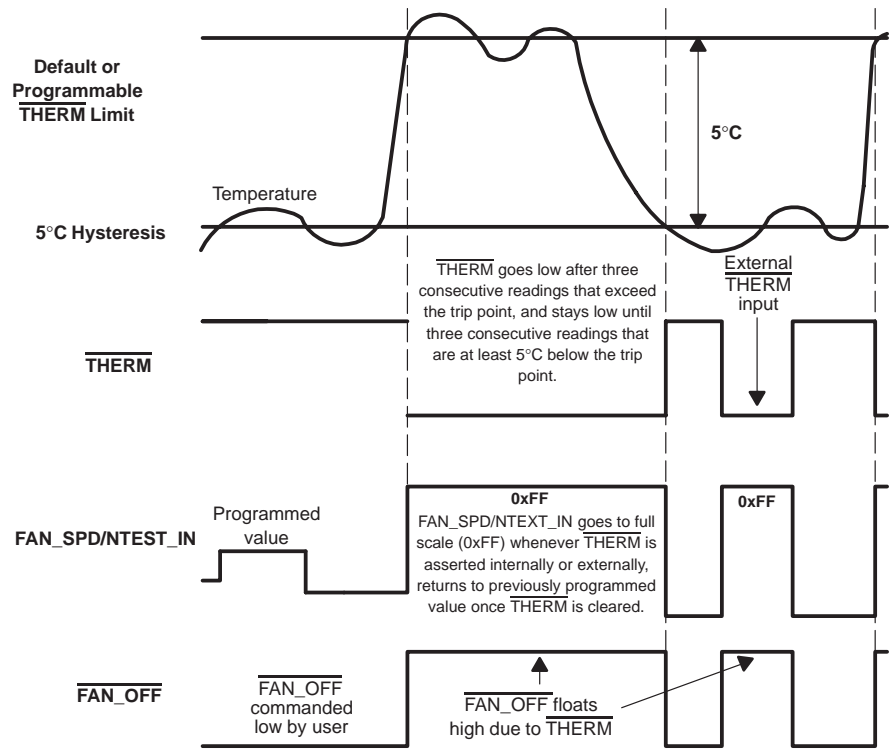 Default or
Programmable
THERM Limit
5°C
Temperature
5°C Hysteresis
THERM goes low after three
consecutive readings that exceed
the trip point, and stays low until
three consecutive readings that
are at least 5°C below the trip
point.
External
THERM
input
THERM
0xFF
0xFF
Programmed
value
FAN_SPD/NTEST_IN
FAN_SPD/NTEXT_IN goes to full
scale (0xFF) whenever THERM is
asserted internally or externally,
returns to previously programmed
value once THERM is cleared.
FAN_OFF
FAN_OFF
commanded
low by user
FAN_OFF floats
high due to THERM